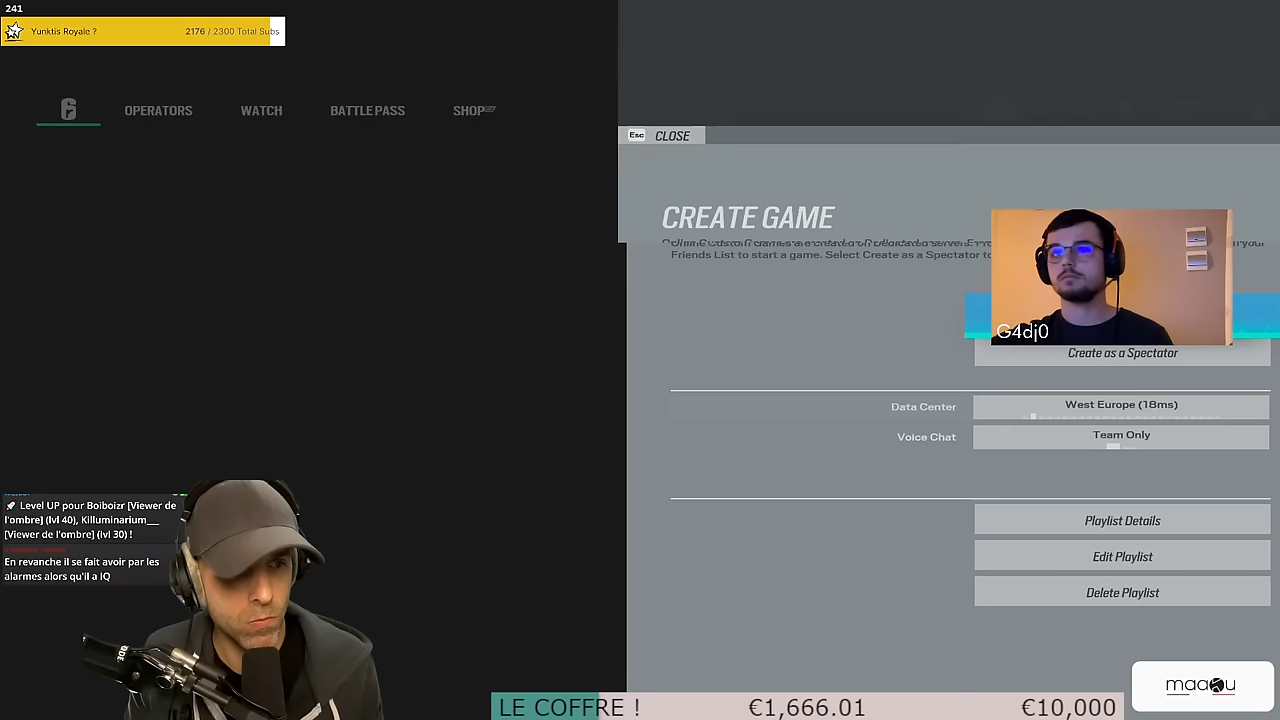 241
Yunktis Royale ?
2176 / 2300 Total Subs
OPERATORS
WATCH
BATTLE PASS
SHOP
Esc CLOSE
CREATE GAME
Friends List to start a game. Select Create as a Spectator to
G4dj0
Create as a Spectator
Data Center
West Europe (18ms)
Voice Chat
Team Only
Playlist Details
Edit Playlist
Delete Playlist
Level UP pour Boiboizr [Viewer de
l'ombre] (lvl 40), Killuminarium__
[Viewer de l'ombre] (lvl 30) !
En revanche il se fait avoir par les
alarmes alors qu'il a IQ
LE COFFRE !
€1,666.01
€10,000